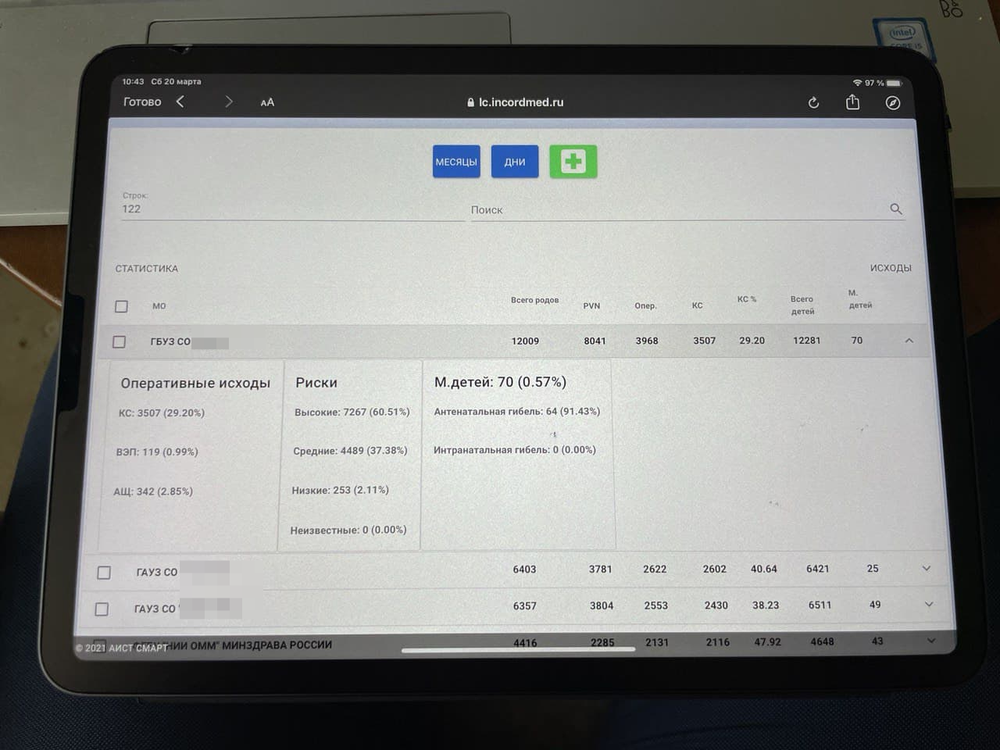 B&O
intel
CORE i5
10:43 Сб 20 марта
97 %
Готово
AA
lc.incordmed.ru
МЕСЯЦЫ
ДНИ
Строк:
122
Поиск
СТАТИСТИКА
ИСХОДЫ
МО Всего родов PVN Опер. КС КС % Всего детей М. детей
ГБУЗ СО 12009 8041 3968 3507 29.20 12281 70
Оперативные исходы
КС: 3507 (29.20%)
ВЭП: 119 (0.99%)
АЩ: 342 (2.85%)
Риски
Высокие: 7267 (60.51%)
Средние: 4489 (37.38%)
Низкие: 253 (2.11%)
Неизвестные: 0 (0.00%)
М.детей: 70 (0.57%)
Антенатальная гибель: 64 (91.43%)
Интранатальная гибель: 0 (0.00%)
ГАУЗ СО 6403 3781 2622 2602 40.64 6421 25
ГАУЗ СО 6357 3804 2553 2430 38.23 6511 49
НИИ ОММ" МИНЗДРАВА РОССИИ 4416 2285 2131 2116 47.92 4648 43
© 2021 АИСТ СМАРТ